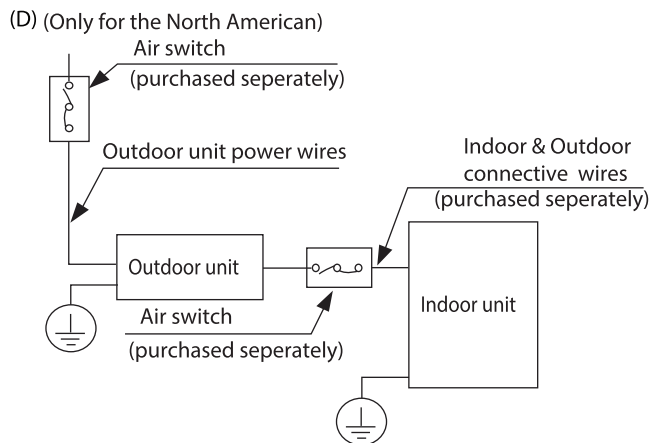 (D) (Only for the North American)
Air switch
(purchased seperately)
Outdoor unit power wires
Indoor & Outdoor
connective wires
(purchased seperately)
Outdoor unit
Indoor unit
Air switch
(purchased seperately)